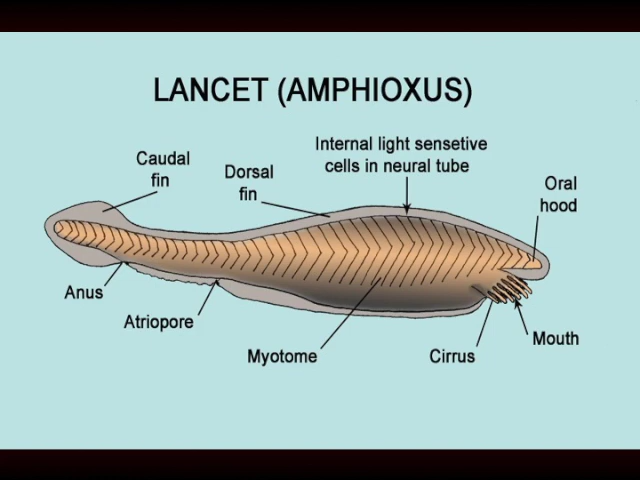 LANCET (AMPHIOXUS)
Internal light sensetive
cells in neural tube
Caudal
fin
Dorsal
fin
Oral
hood
Anus
Atriopore
Myotome
Cirrus
Mouth